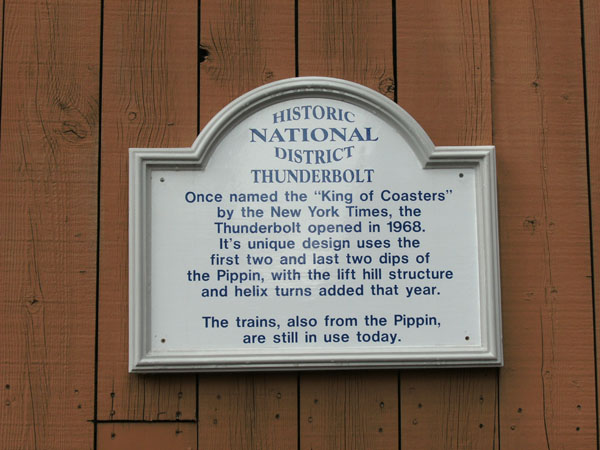 HISTORIC
NATIONAL
DISTRICT
THUNDERBOLT
Once named the "King of Coasters"
by the New York Times, the
Thunderbolt opened in 1968.
It's unique design uses the
first two and last two dips of
the Pippin, with the lift hill structure
and helix turns added that year.
The trains, also from the Pippin,
are still in use today.